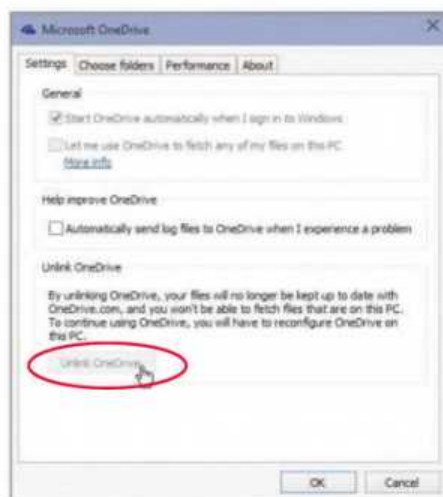 Microsoft OneDrive
Settings Choose folders Performance About
General
Start OneDrive automatically when I sign in to Windows
Let me use OneDrive to fetch any of my files on this PC
More info
Help improve OneDrive
Automatically send log files to OneDrive when I experience a problem
Unlink OneDrive
By unlinking OneDrive, your files will no longer be kept up to date with
OneDrive.com, and you won't be able to fetch files that are on this PC.
To continue using OneDrive, you will have to reconfigure OneDrive on
this PC.
Unlink OneDrive
OK Cancel